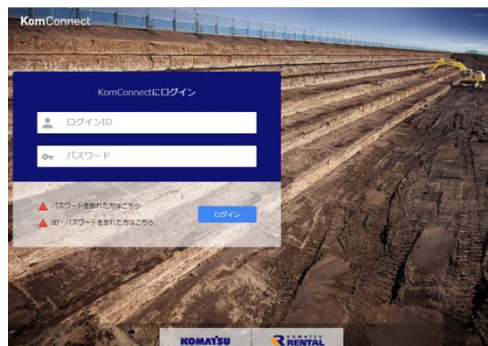 KomConnect
KomConnectにログイン
ログインID
パスワード
パスワードを忘れた方はこちら
ID・パスワードを忘れた方はこちら
ログイン
KOMATSU
KOMATSU
RENTAL